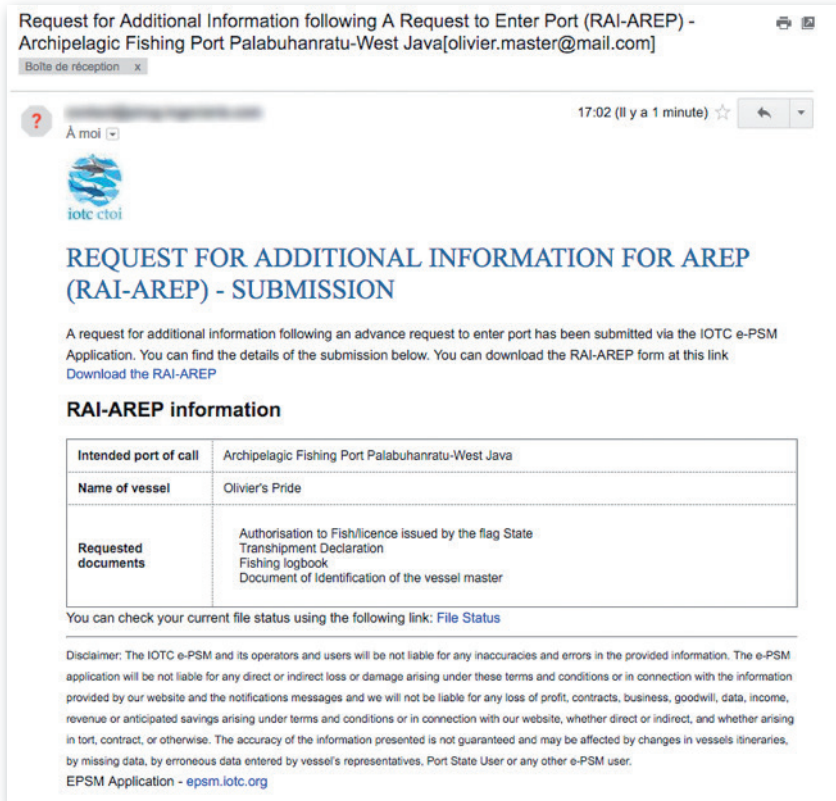 Request for Additional Information following A Request to Enter Port (RAI-AREP) -
Archipelagic Fishing Port Palabuhanratu-West Java[olivier.master@mail.com]
Boîte de réception x
17:02 (Il y a 1 minute)
À moi
iotc ctoi
REQUEST FOR ADDITIONAL INFORMATION FOR AREP
(RAI-AREP) - SUBMISSION
A request for additional information following an advance request to enter port has been submitted via the IOTC e-PSM
Application. You can find the details of the submission below. You can download the RAI-AREP form at this link
Download the RAI-AREP
RAI-AREP information
Intended port of call Archipelagic Fishing Port Palabuhanratu-West Java
Name of vessel Olivier's Pride
Requested documents
Authorisation to Fish/licence issued by the flag State
Transhipment Declaration
Fishing logbook
Document of Identification of the vessel master
You can check your current file status using the following link: File Status
Disclaimer: The IOTC e-PSM and its operators and users will be not liable for any inaccuracies and errors in the provided information. The e-PSM
application will be not liable for any direct or indirect loss or damage arising under these terms and conditions or in connection with the information
provided by our website and the notifications messages and we will not be liable for any loss of profit, contracts, business, goodwill, data, income,
revenue or anticipated savings arising under terms and conditions or in connection with our website, whether direct or indirect, and whether arising
in tort, contract, or otherwise. The accuracy of the information presented is not guaranteed and may be affected by changes in vessels itineraries,
by missing data, by erroneous data entered by vessel's representatives, Port State User or any other e-PSM user.
EPSM Application - epsm.iotc.org